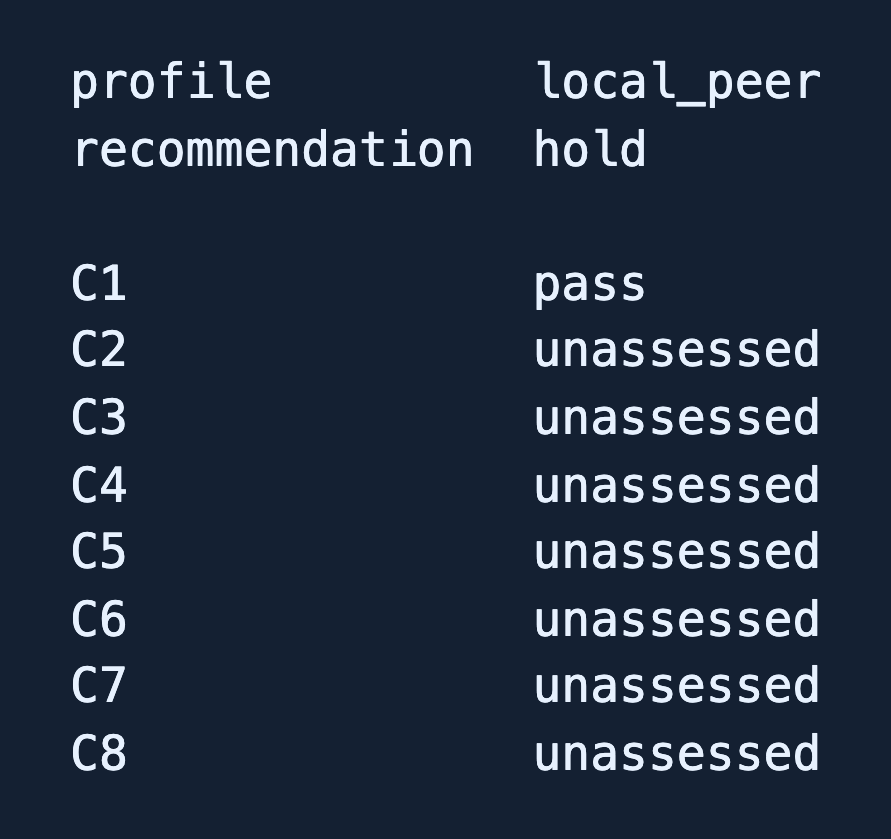 profile local_peer
recommendation hold
C1 pass
C2 unassessed
C3 unassessed
C4 unassessed
C5 unassessed
C6 unassessed
C7 unassessed
C8 unassessed